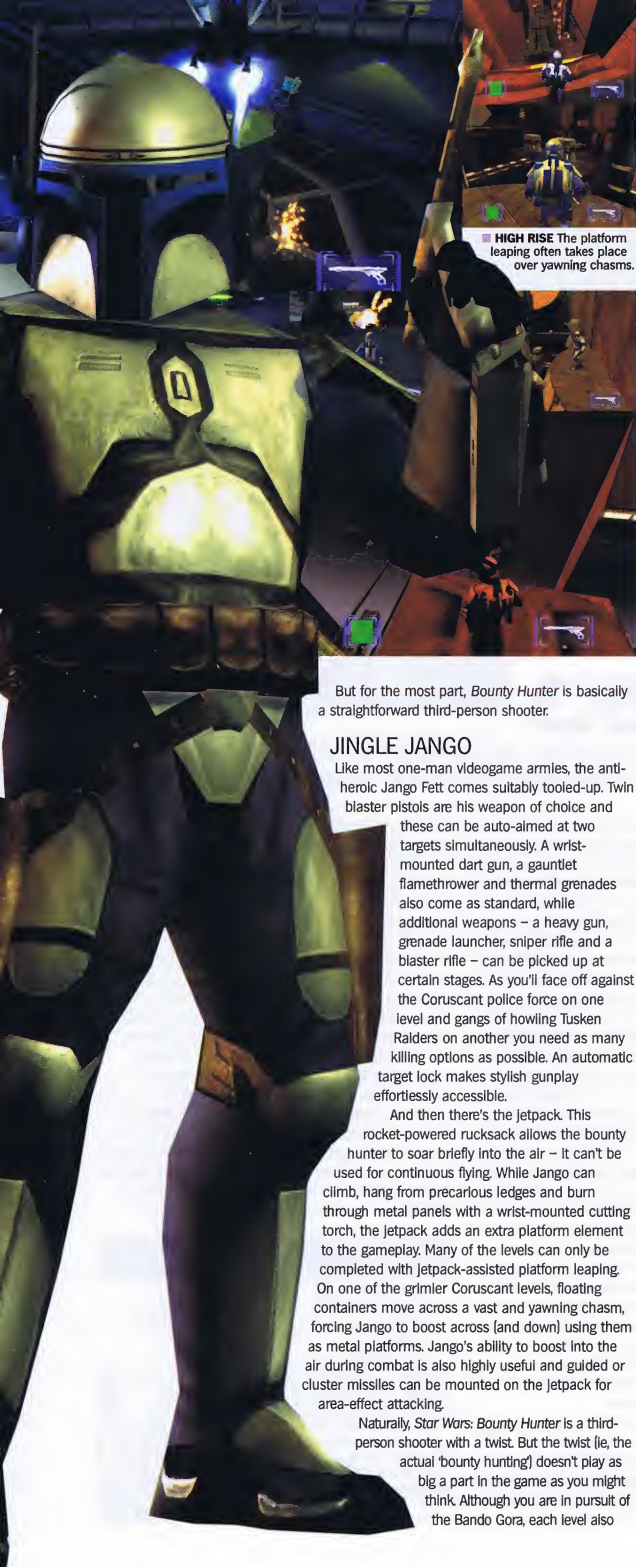 HIGH RISE The platform
leaping often takes place
over yawning chasms.
But for the most part, Bounty Hunter is basically
a straightforward third-person shooter.
JINGLE JANGO
Like most one-man videogame armies, the anti-
heroic Jango Fett comes suitably tooled-up. Twin
blaster pistols are his weapon of choice and
these can be auto-aimed at two
targets simultaneously. A wrist-
mounted dart gun, a gauntlet
flamethrower and thermal grenades
also come as standard, while
additional weapons – a heavy gun,
grenade launcher, sniper rifle and a
blaster rifle – can be picked up at
certain stages. As you'll face off against
the Coruscant police force on one
level and gangs of howling Tusken
Raiders on another you need as many
killing options as possible. An automatic
target lock makes stylish gunplay
effortlessly accessible.
And then there's the jetpack. This
rocket-powered rucksack allows the bounty
hunter to soar briefly into the air – it can't be
used for continuous flying. While Jango can
climb, hang from precarious ledges and burn
through metal panels with a wrist-mounted cutting
torch, the jetpack adds an extra platform element
to the gameplay. Many of the levels can only be
completed with jetpack-assisted platform leaping.
On one of the grimier Coruscant levels, floating
containers move across a vast and yawning chasm,
forcing Jango to boost across (and down) using them
as metal platforms. Jango's ability to boost into the
air during combat is also highly useful and guided or
cluster missiles can be mounted on the jetpack for
area-effect attacking.
Naturally, Star Wars: Bounty Hunter is a third-
person shooter with a twist. But the twist (ie, the
actual 'bounty hunting') doesn't play as
big a part in the game as you might
think. Although you are in pursuit of
the Bando Gora, each level also